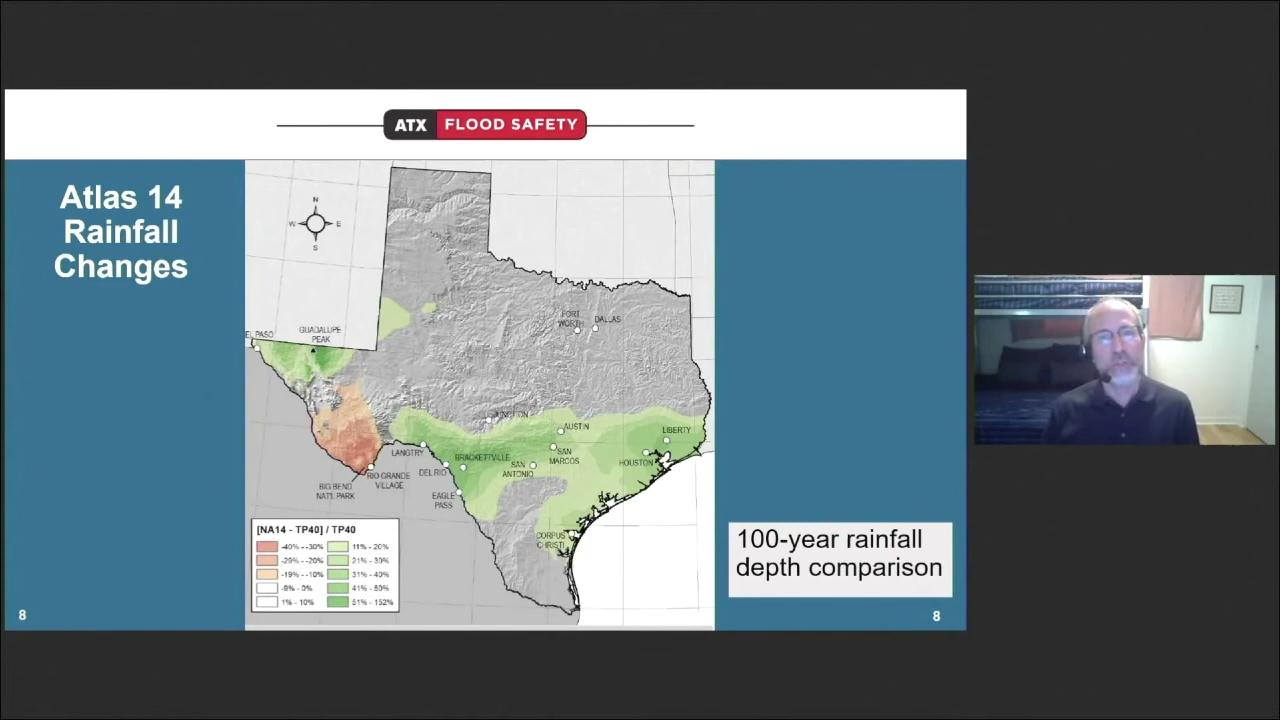 ATX FLOOD SAFETY
Atlas 14
Rainfall
Changes
N
W E
S
EL PASO
GUADALUPE
PEAK
FORT
WORTH
DALLAS
JUNCTION
AUSTIN
LIBERTY
LANGTRY
BRACKETTVILLE
SAN
MARCOS
HOUSTON
DEL RIO
SAN
ANTONIO
RIO GRANDE
VILLAGE
BIG BEND
NAT'L PARK
EAGLE
PASS
CORPUS
CHRISTI
[NA14 - TP40] / TP40
-40% - -30%
-29% - -20%
-19% - -10%
-9% - 0%
1% - 10%
11% - 20%
21% - 30%
31% - 40%
41% - 50%
51% - 152%
100-year rainfall
depth comparison
8
8